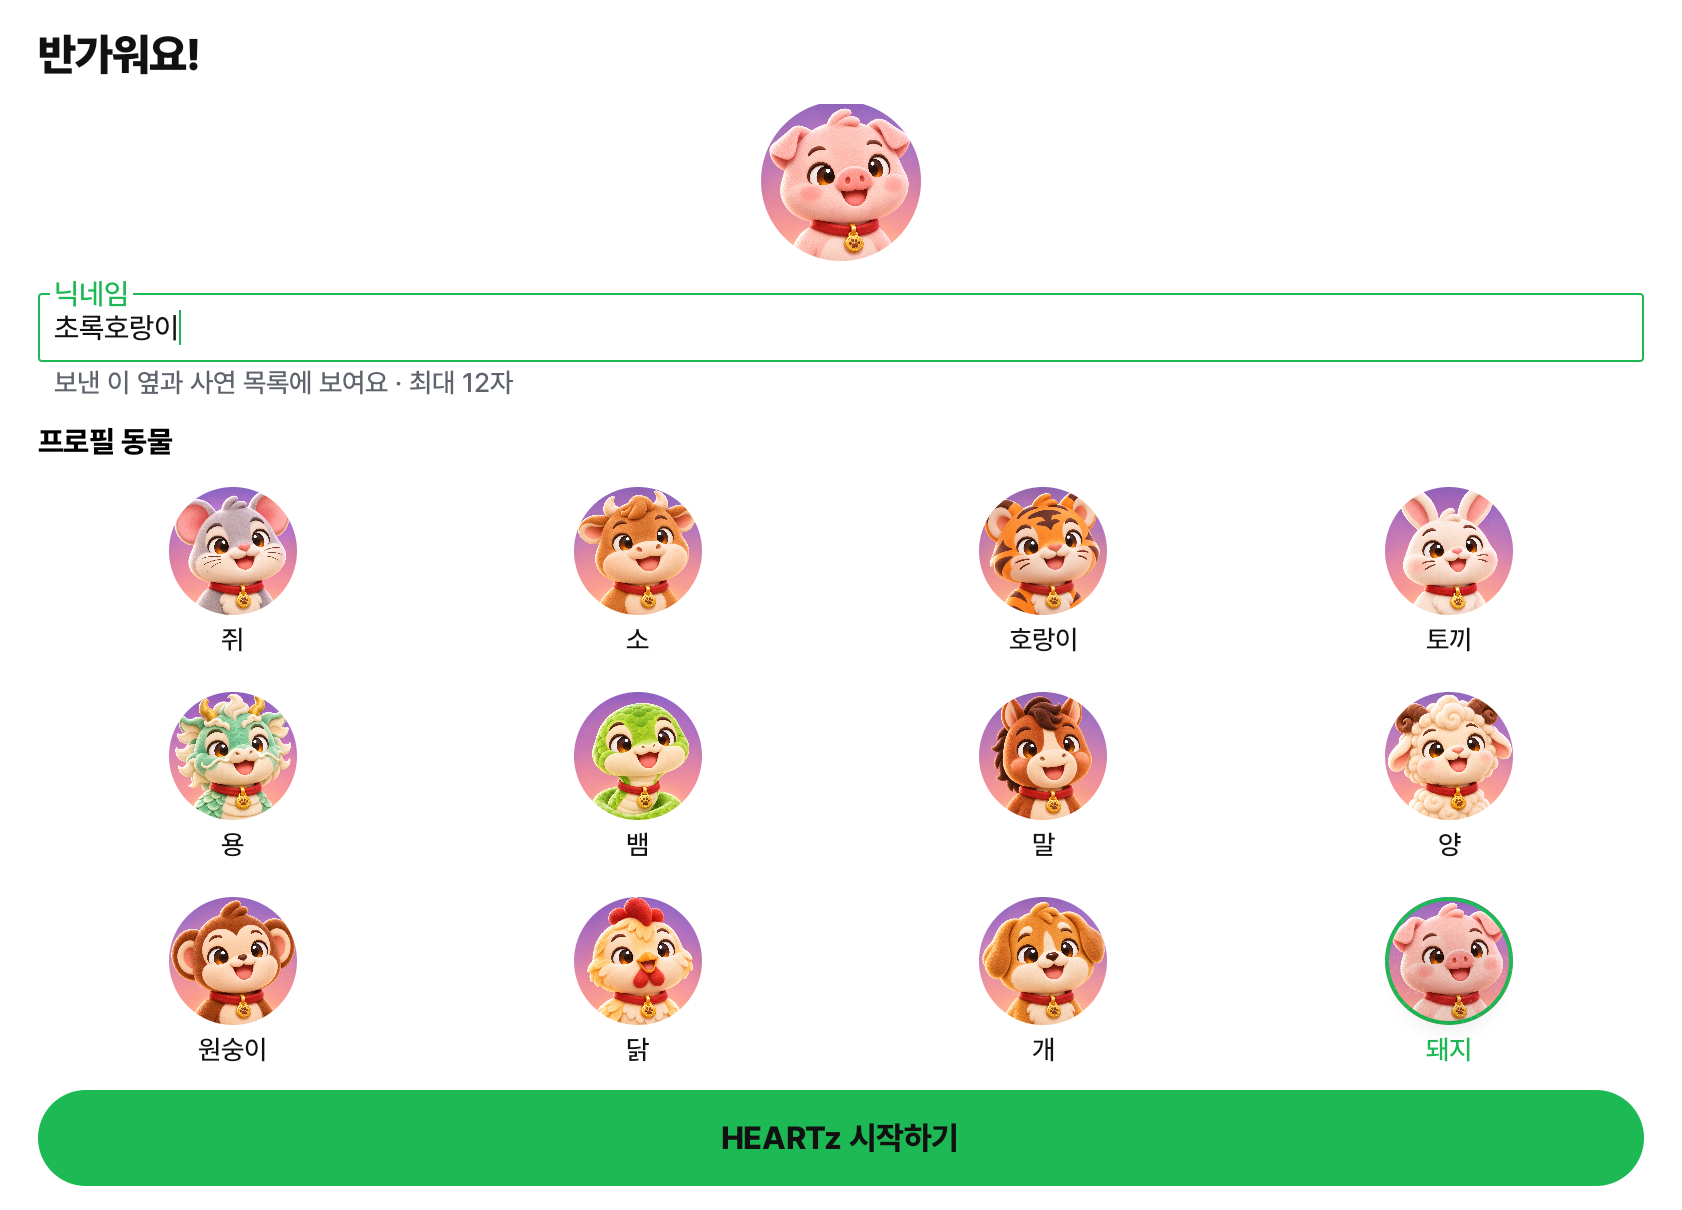 반가워요!
닉네임
초록호랑이
보낸 이 옆과 사연 목록에 보여요 · 최대 12자
프로필 동물
쥐
소
호랑이
토끼
용
뱀
말
양
원숭이
닭
개
돼지
HEARTz 시작하기